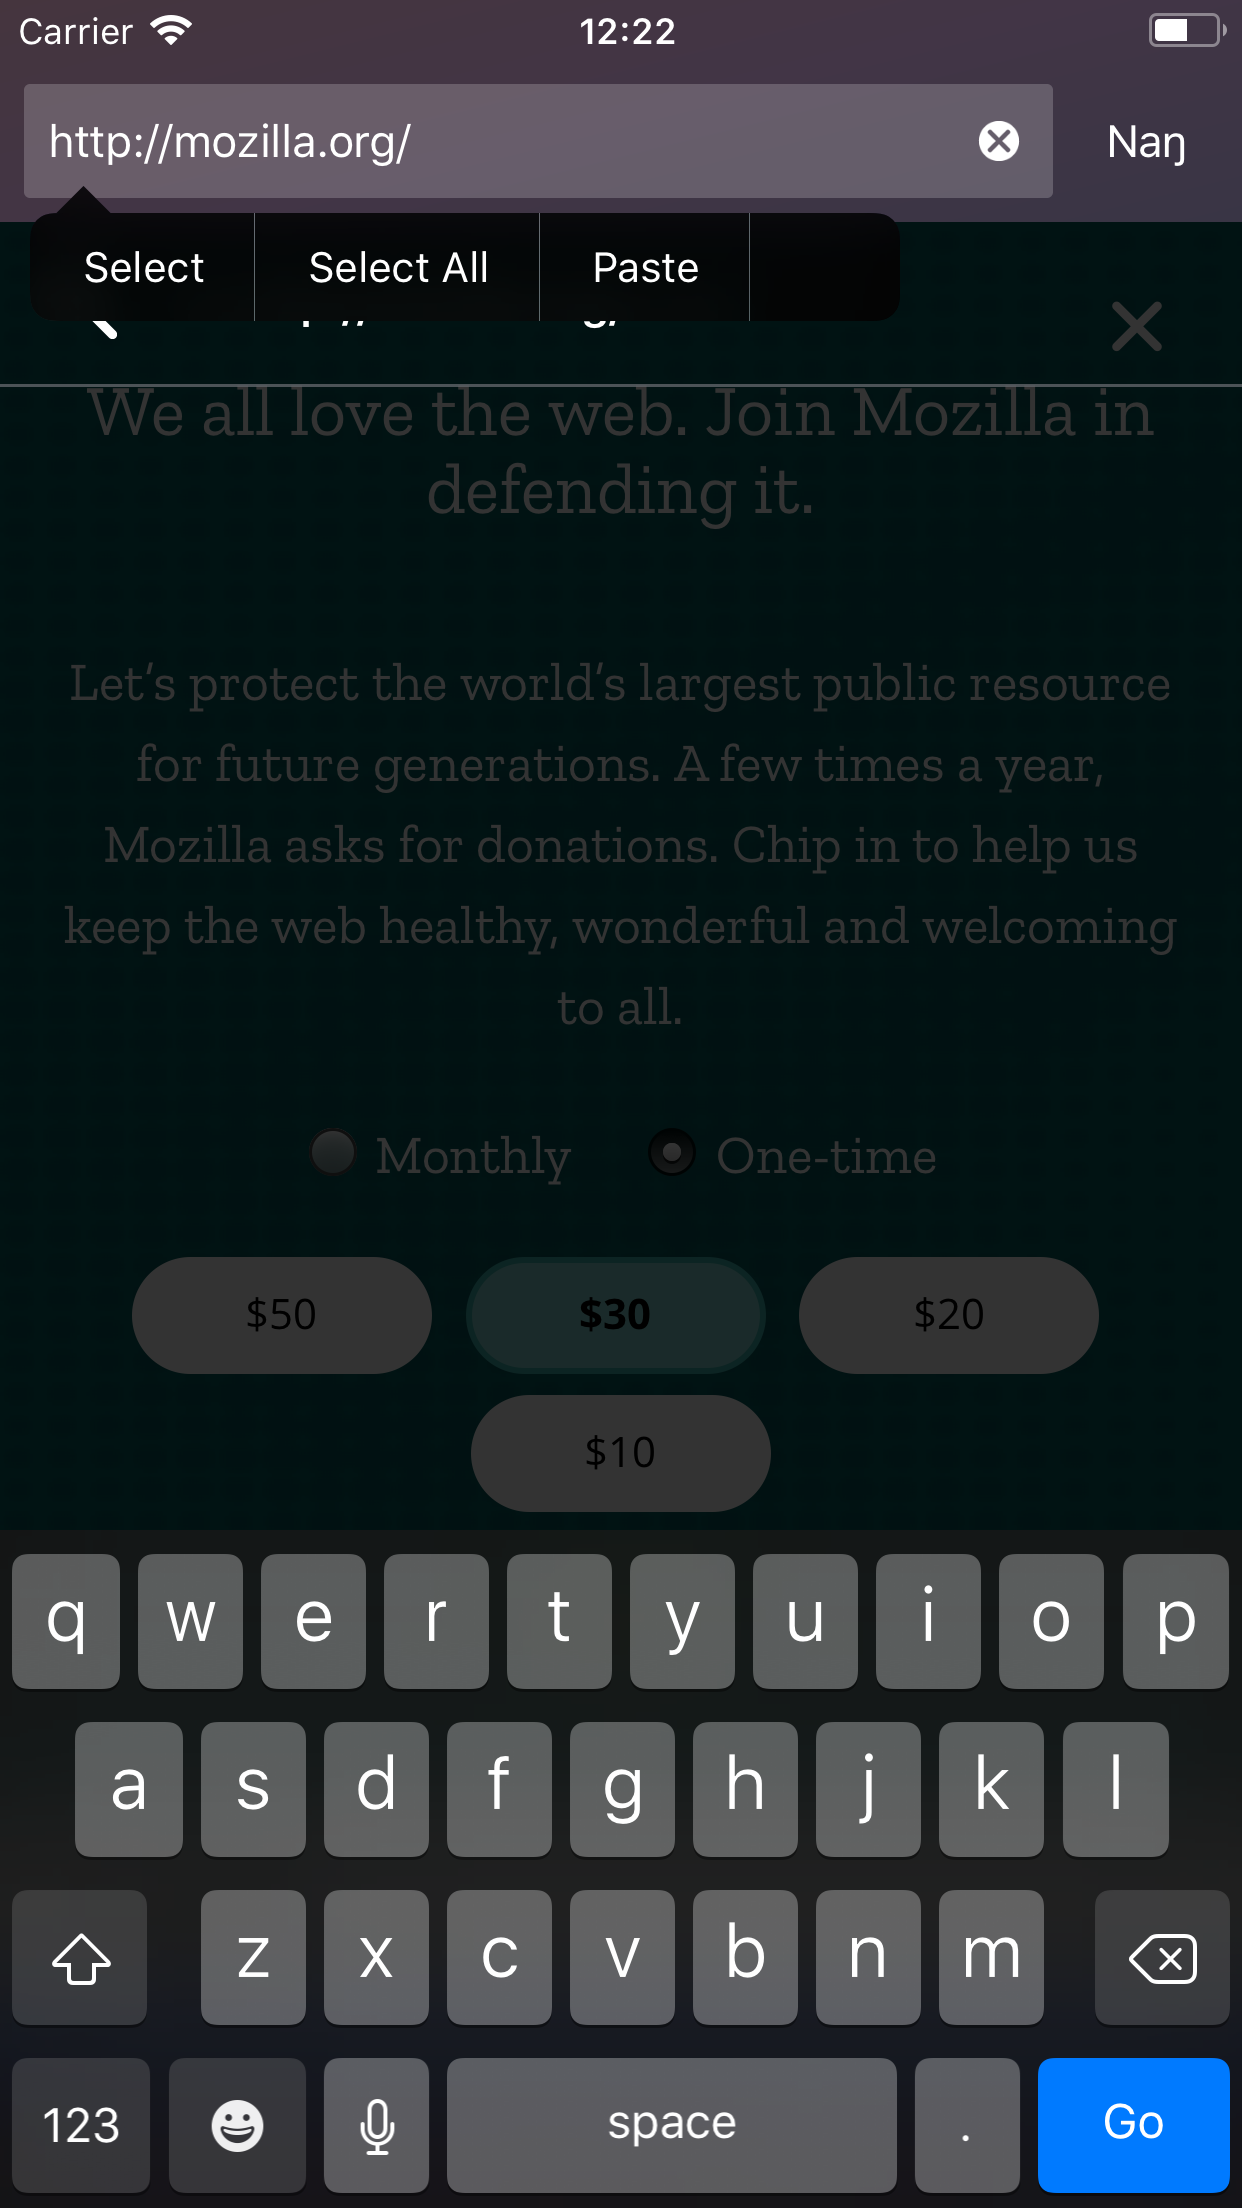 Carrier 12:22
http://mozilla.org/ Naŋ
Select Select All Paste
We all love the web. Join Mozilla in
defending it.
Let’s protect the world’s largest public resource
for future generations. A few times a year,
Mozilla asks for donations. Chip in to help us
keep the web healthy, wonderful and welcoming
to all.
Monthly One-time
$50 $30 $20
$10
q w e r t y u i o p
a s d f g h j k l
z x c v b n m
123 space . Go